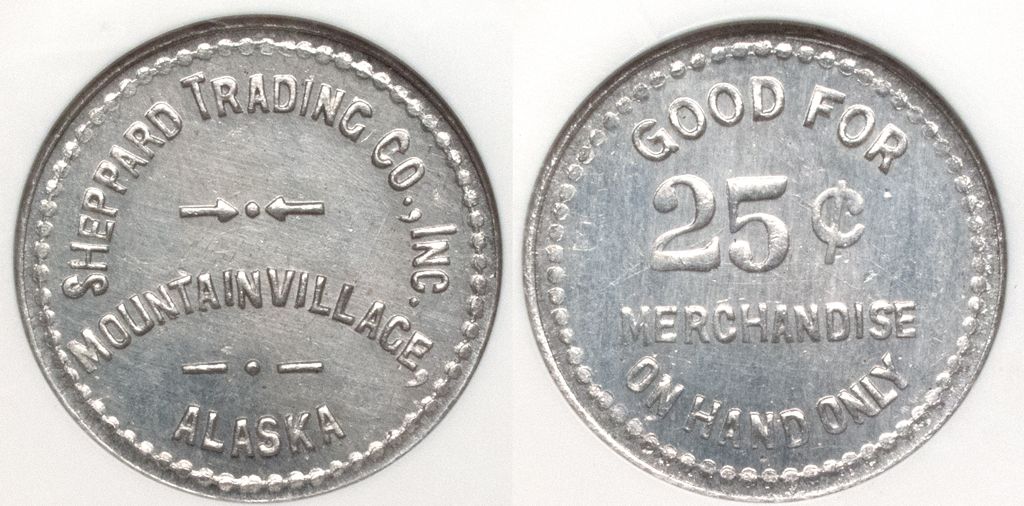 SHEPPARD TRADING CO., INC.
MOUNTAINVILLAGE,
ALASKA
GOOD FOR
25¢
MERCHANDISE
ON HAND ONLY